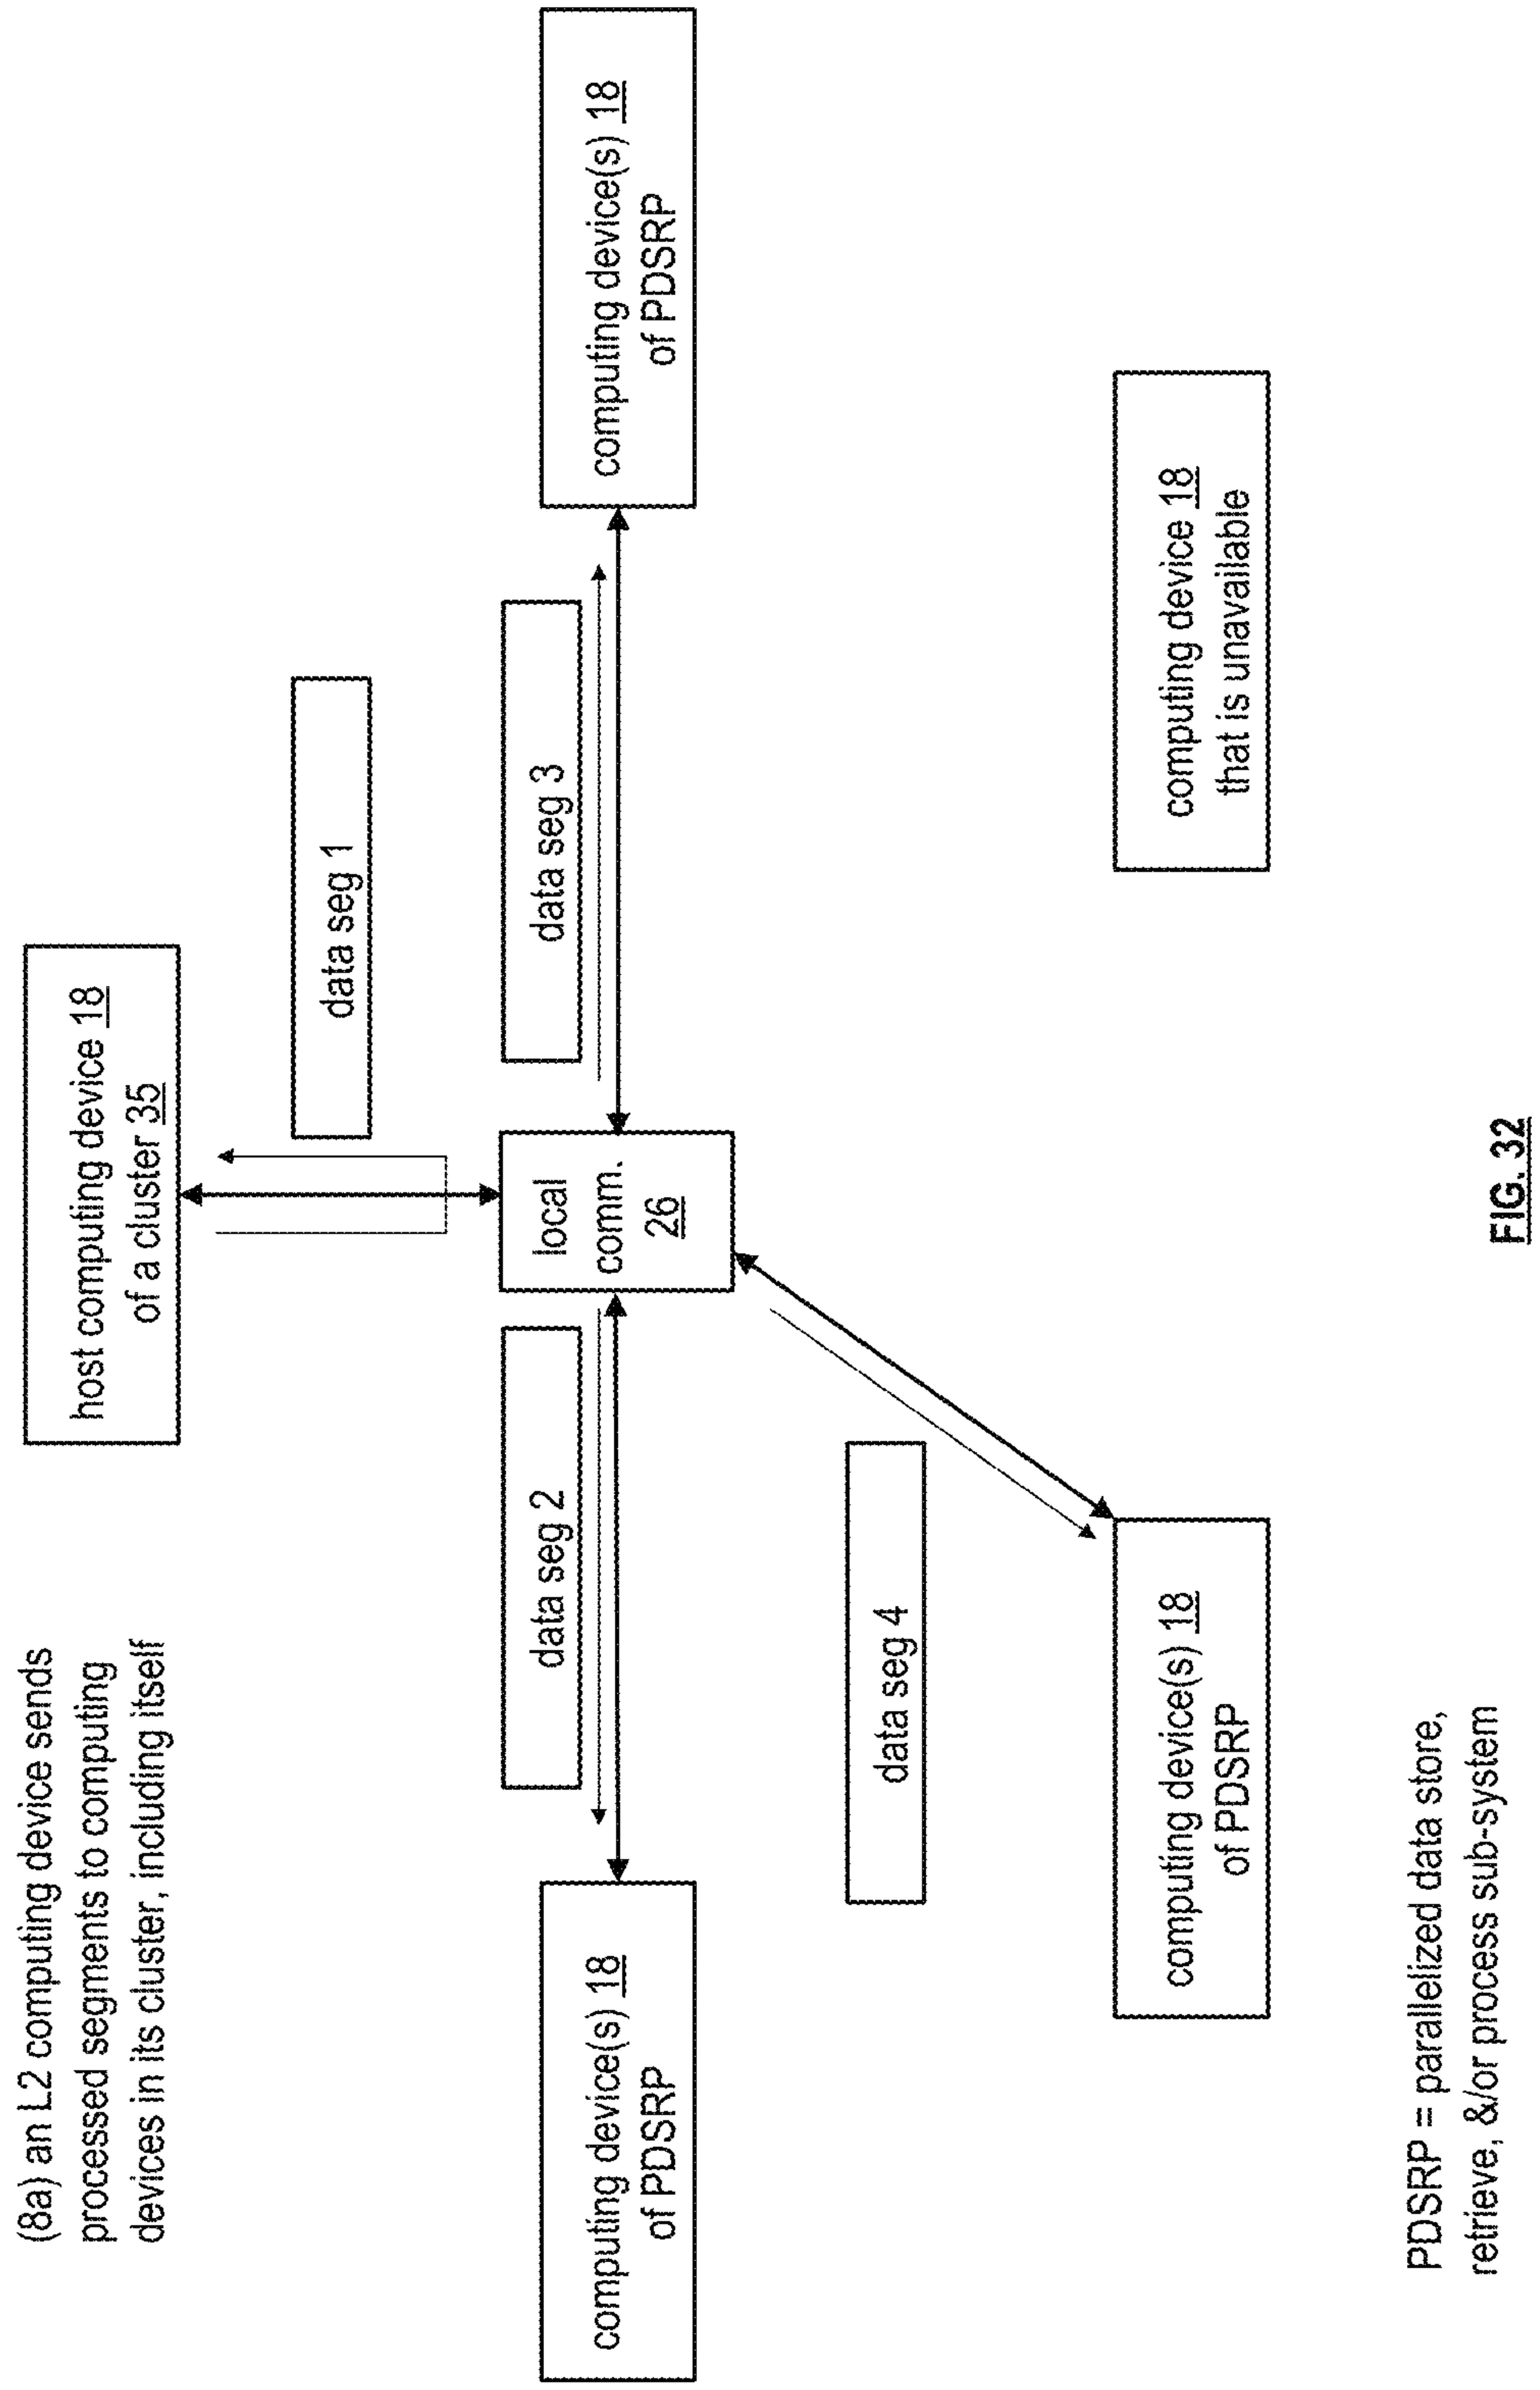 (8a) an L2 computing device sends
processed segments to computing
devices in its cluster, including itself
host computing device 18
of a cluster 35
data seg 1
data seg 2
data seg 3
computing device(s) 18
of PDSRP
local
comm.
26
computing device(s) 18
of PDSRP
data seg 4
computing device(s) 18
of PDSRP
computing device 18
that is unavailable
PDSRP = parallelized data store,
retrieve, &/or process sub-system
FIG. 32